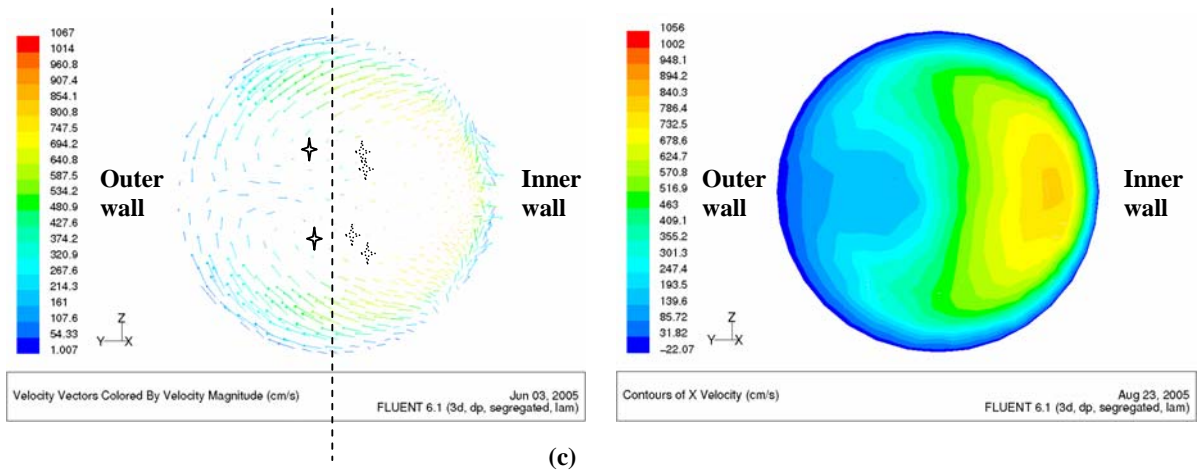 1067
1014
960.8
907.4
854.1
800.8
747.5
694.2
640.8
587.5
534.2
480.9
427.6
374.2
320.9
267.6
214.3
161
107.6
54.33
1.007
Outer
wall
Inner
wall
Z
Y X
Velocity Vectors Colored By Velocity Magnitude (cm/s)
Jun 03, 2005
FLUENT 6.1 (3d, dp, segregated, lam)
1056
1002
948.1
894.2
840.3
786.4
732.5
678.6
624.7
570.8
516.9
463
409.1
355.2
301.3
247.4
193.5
139.6
85.72
31.82
-22.07
Outer
wall
Inner
wall
Z
Y X
Contours of X Velocity (cm/s)
Aug 23, 2005
FLUENT 6.1 (3d, dp, segregated, lam)
(c)